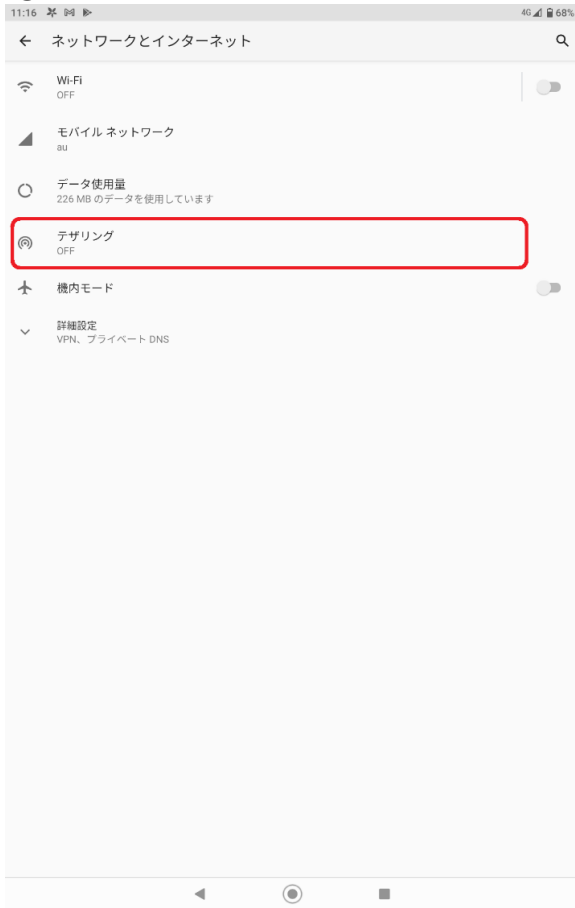 11:16
4G 68%
ネットワークとインターネット
Wi-Fi
OFF
モバイル ネットワーク
au
データ使用量
226 MB のデータを使用しています
テザリング
OFF
機内モード
詳細設定
VPN、プライベート DNS